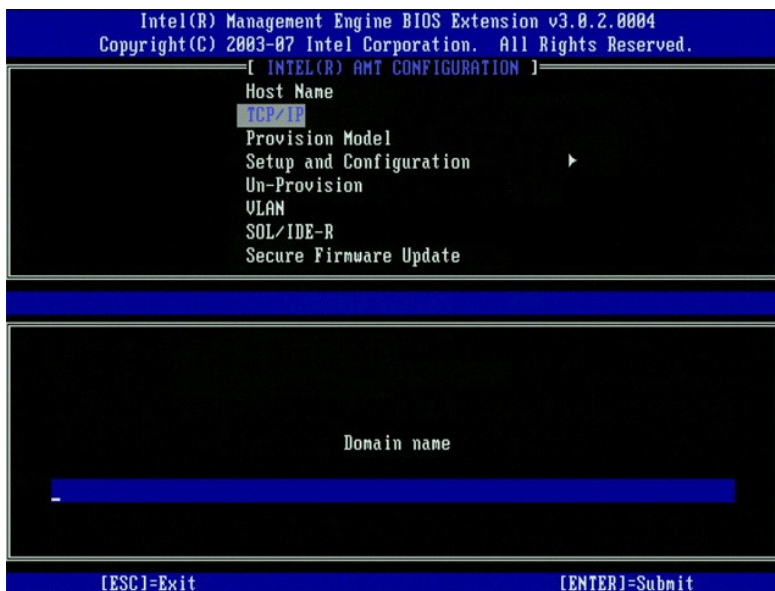 Intel(R) Management Engine BIOS Extension v3.0.2.0004
Copyright(C) 2003-07 Intel Corporation. All Rights Reserved.
[ INTEL(R) AMT CONFIGURATION ]
Host Name
TCP/IP
Provision Model
Setup and Configuration
Un-Provision
VLAN
SOL/IDE-R
Secure Firmware Update
Domain name
[ESC]=Exit [ENTER]=Submit